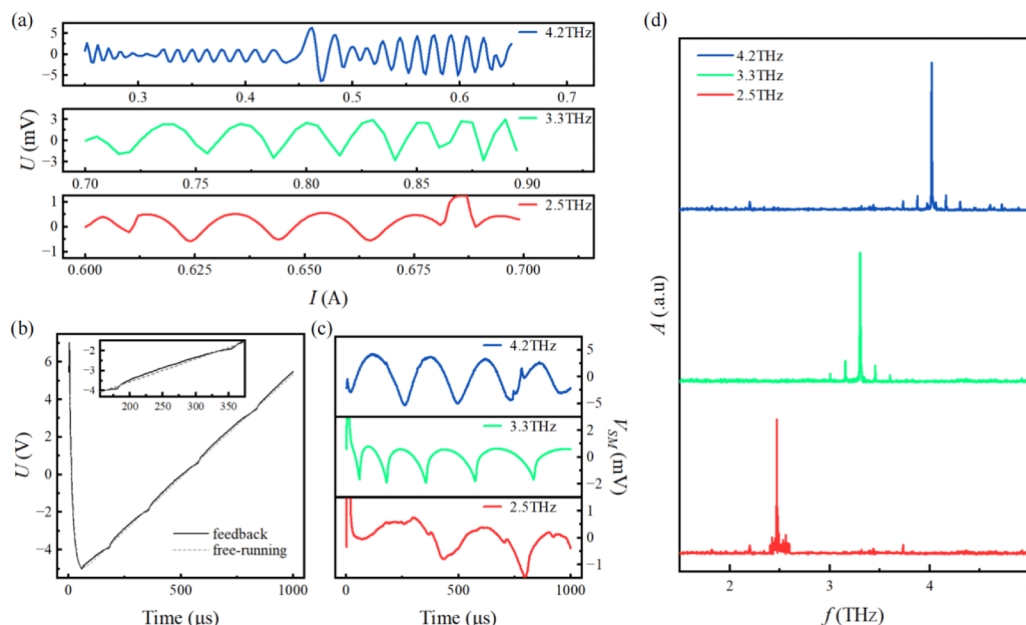 (a)
5
0
−5
4.2THz
0.3 0.4 0.5 0.6 0.7
3
0
−3
3.3THz
0.70 0.75 0.80 0.85 0.90
U (mV)
1
0
1
2.5THz
0.600 0.625 0.650 0.675 0.700
I (A)
(b)
8
6
4
2
0
−2
−4
U (V)
−2
−3
−4
200 250 300 350
feedback
free-running
0 500 1000
Time (μs)
(c)
4.2THz
5
0
−5
3.3THz
2
0
−2
2.5THz
1
0
−1
V_SM (mV)
0 500 1000
Time (μs)
(d)
4.2THz
3.3THz
2.5THz
A (.a.u)
2 3 4
f (THz)